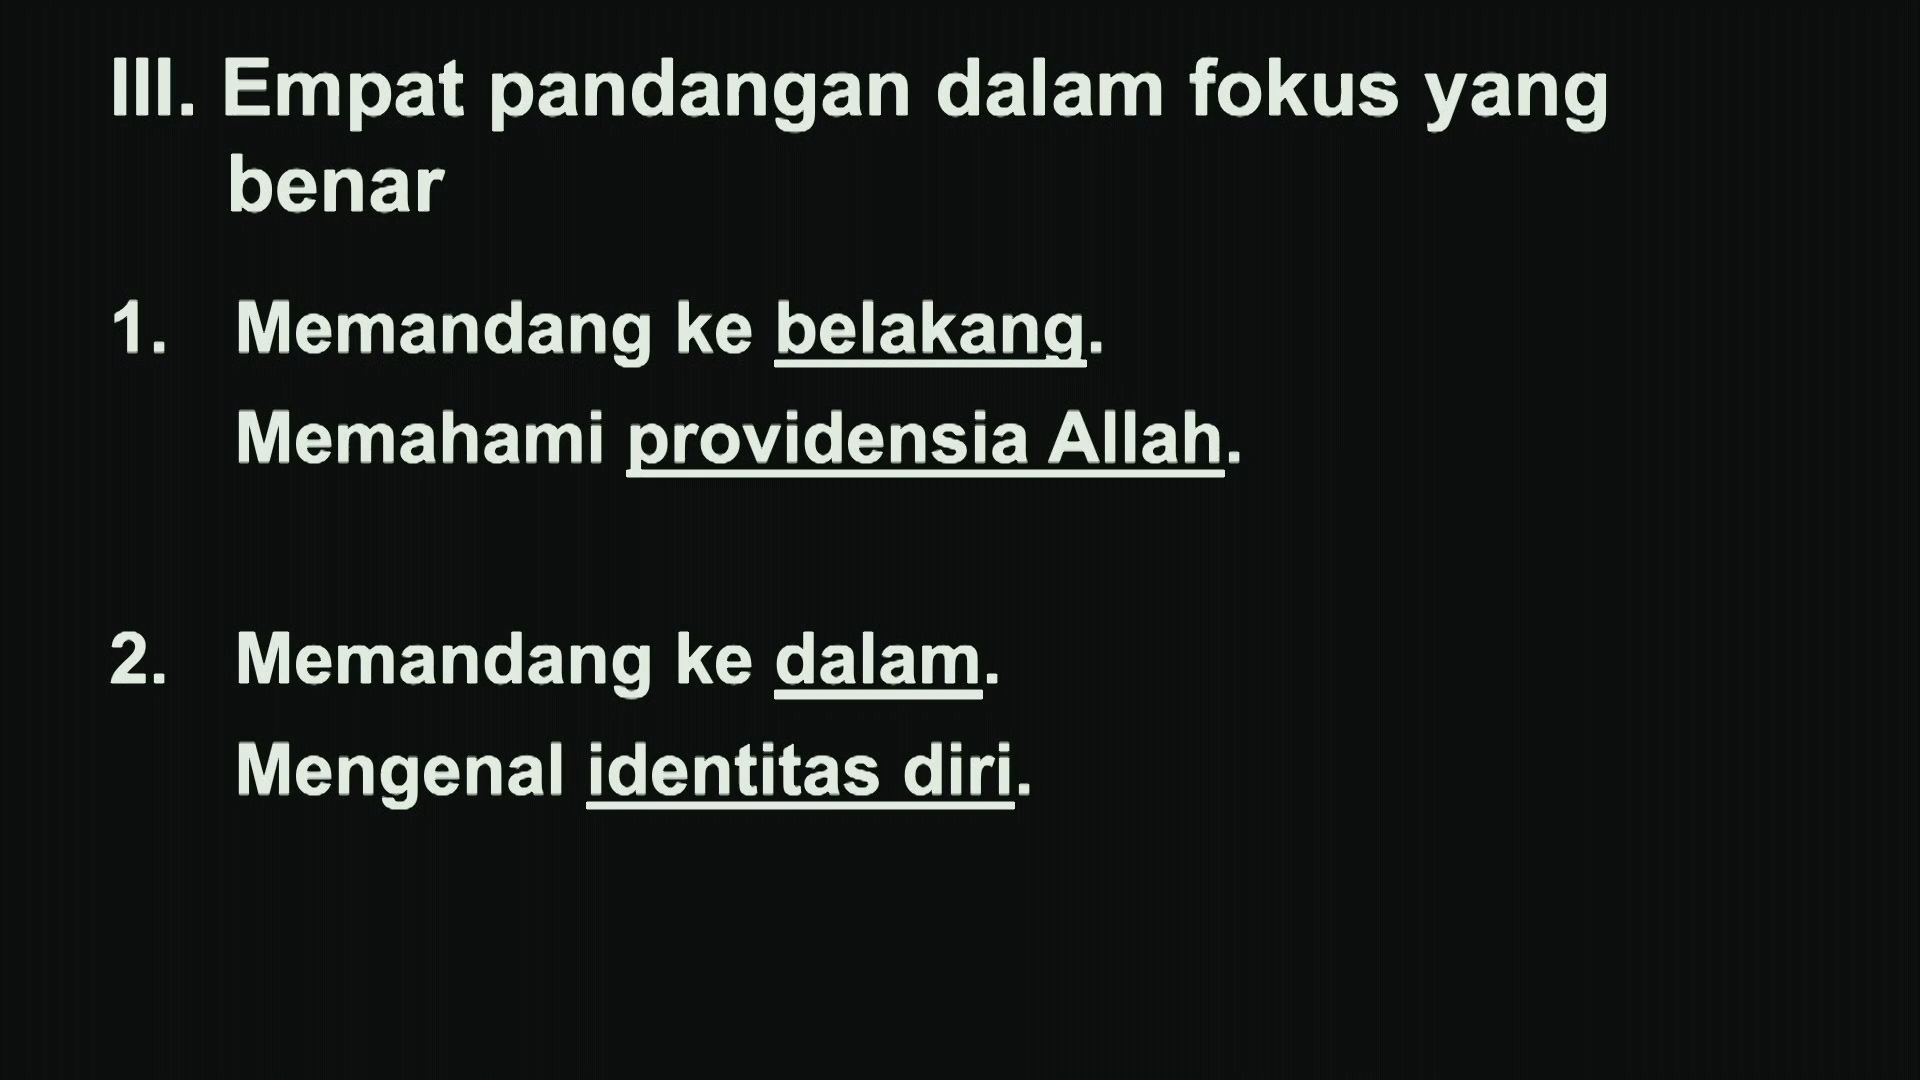 III. Empat pandangan dalam fokus yang
benar
1. Memandang ke belakang.
Memahami providensia Allah.
2. Memandang ke dalam.
Mengenal identitas diri.